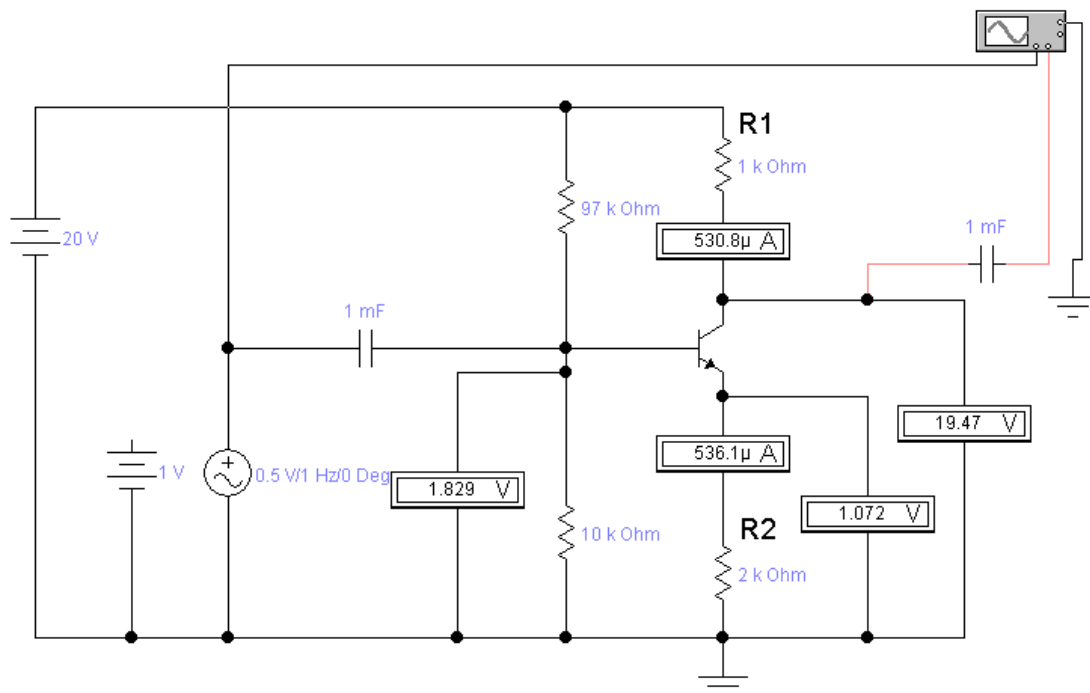 R1
1 k Ohm
97 k Ohm
530.8µ A
1 mF
20 V
1 mF
19.47 V
536.1µ A
1 V
0.5 V/1 Hz/0 Deg
1.829 V
1.072 V
R2
10 k Ohm
2 k Ohm